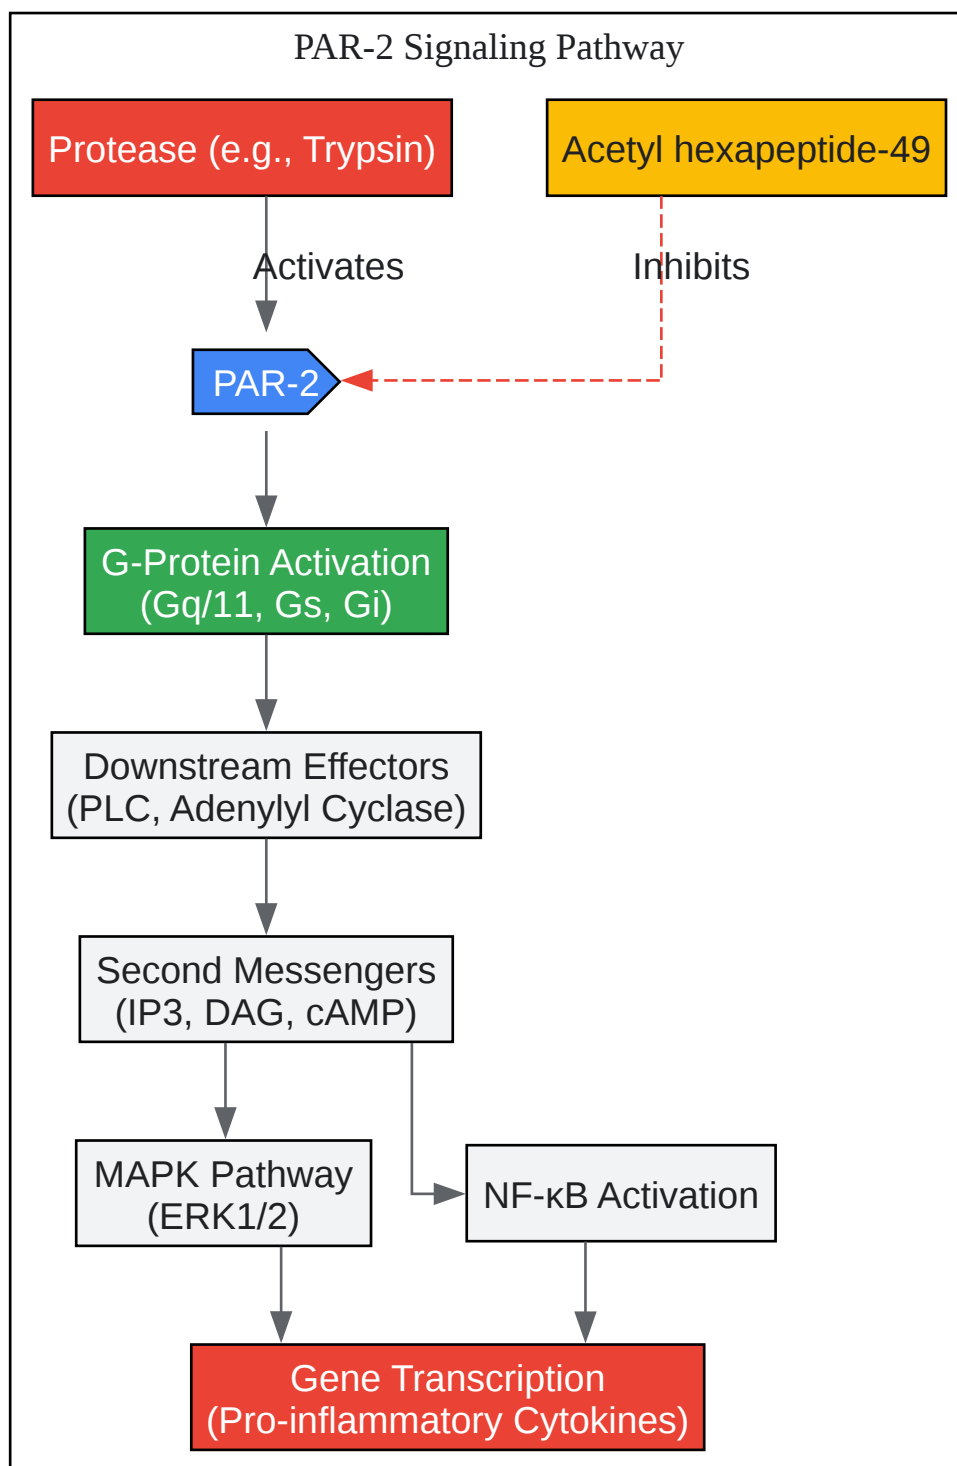 PAR-2 Signaling Pathway
Protease (e.g., Trypsin)
Acetyl hexapeptide-49
Activates
Inhibits
PAR-2
G-Protein Activation
(Gq/11, Gs, Gi)
Downstream Effectors
(PLC, Adenylyl Cyclase)
Second Messengers
(IP3, DAG, cAMP)
MAPK Pathway
(ERK1/2)
NF-κB Activation
Gene Transcription
(Pro-inflammatory Cytokines)